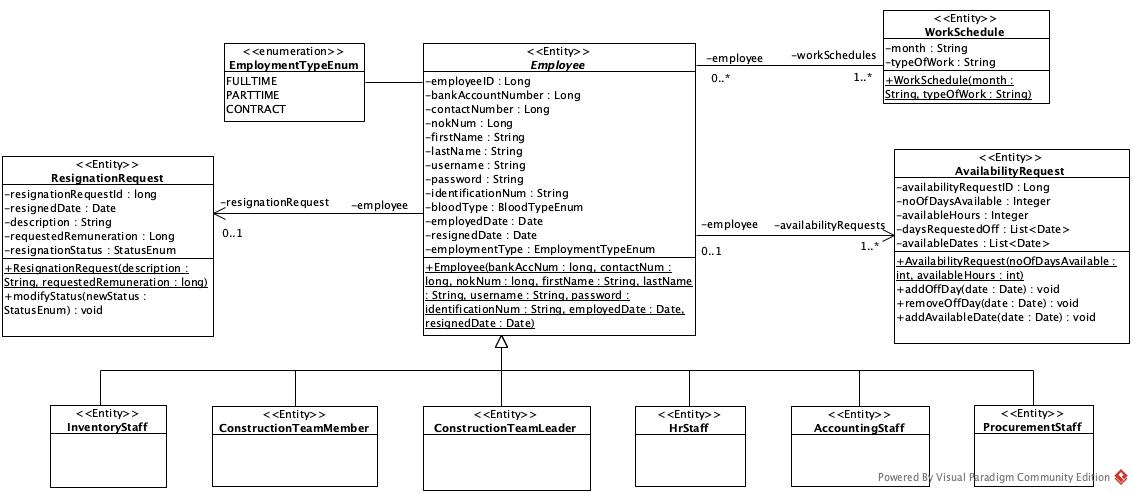 <<Entity>>
WorkSchedule
-month : String
-typeOfWork : String
+WorkSchedule(month :
String, typeOfWork : String)
<<enumeration>>
EmploymentTypeEnum
FULLTIME
PARTTIME
CONTRACT
<<Entity>>
Employee
-employeeID : Long
-bankAccountNumber : Long
-contactNumber : Long
-nokNum : Long
-firstName : String
-lastName : String
-username : String
-password : String
-identificationNum : String
-bloodType : BloodTypeEnum
-employedDate : Date
-resignedDate : Date
-employmentType : EmploymentTypeEnum
+Employee(bankAccNum : long, contactNum :
long, nokNum : long, firstName : String, lastName
: String, username : String, password :
identificationNum : String, employedDate : Date,
resignedDate : Date)
-employee
-workSchedules
0..*
1..*
<<Entity>>
ResignationRequest
-resignationRequestId : long
-resignedDate : Date
-description : String
-requestedRemuneration : Long
-resignationStatus : StatusEnum
+ResignationRequest(description :
String, requestedRemuneration : long)
+modifyStatus(newStatus :
StatusEnum) : void
-resignationRequest
-employee
0..1
-employee
-availabilityRequests
0..1
1..*
<<Entity>>
AvailabilityRequest
-availabilityRequestID : Long
-noOfDaysAvailable : Integer
-availableHours : Integer
-daysRequestedOff : List<Date>
-availableDates : List<Date>
+AvailabilityRequest(noOfDaysAvailable :
int, availableHours : int)
+addOffDay(date : Date) : void
+removeOffDay(date : Date) : void
+addAvailableDate(date : Date) : void
<<Entity>>
InventoryStaff
<<Entity>>
ConstructionTeamMember
<<Entity>>
ConstructionTeamLeader
<<Entity>>
HrStaff
<<Entity>>
AccountingStaff
<<Entity>>
ProcurementStaff
Powered By Visual Paradigm Community Edition